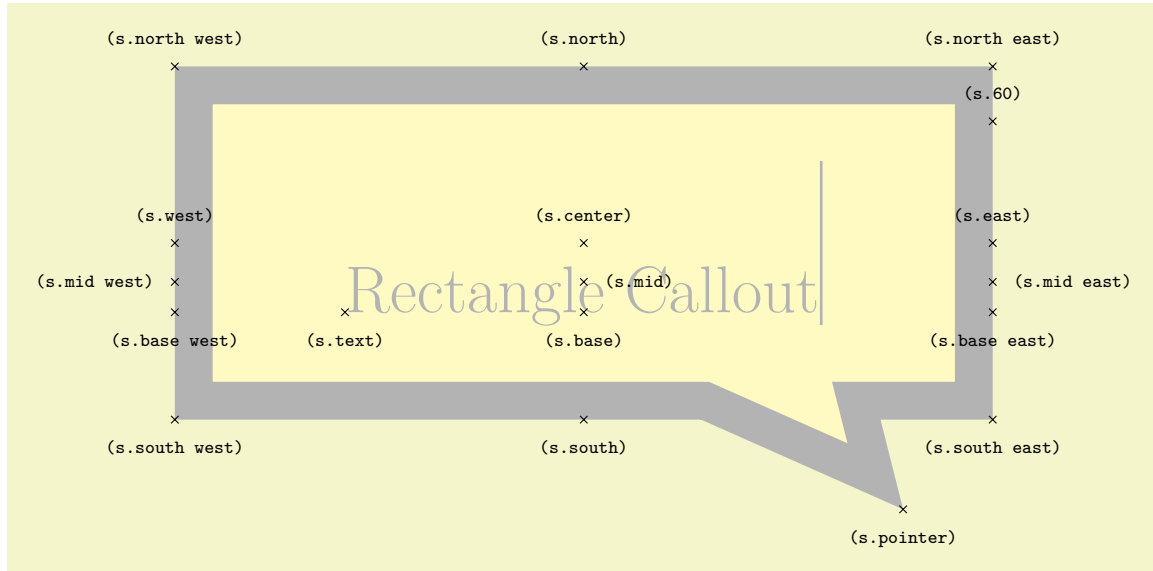 (s.north west) (s.north) (s.north east)
(s.60)
(s.west) (s.center) (s.east)
(s.mid west) Rectangle Callout (s.mid) (s.mid east)
(s.base west) (s.text) (s.base) (s.base east)
(s.south west) (s.south) (s.south east)
(s.pointer)